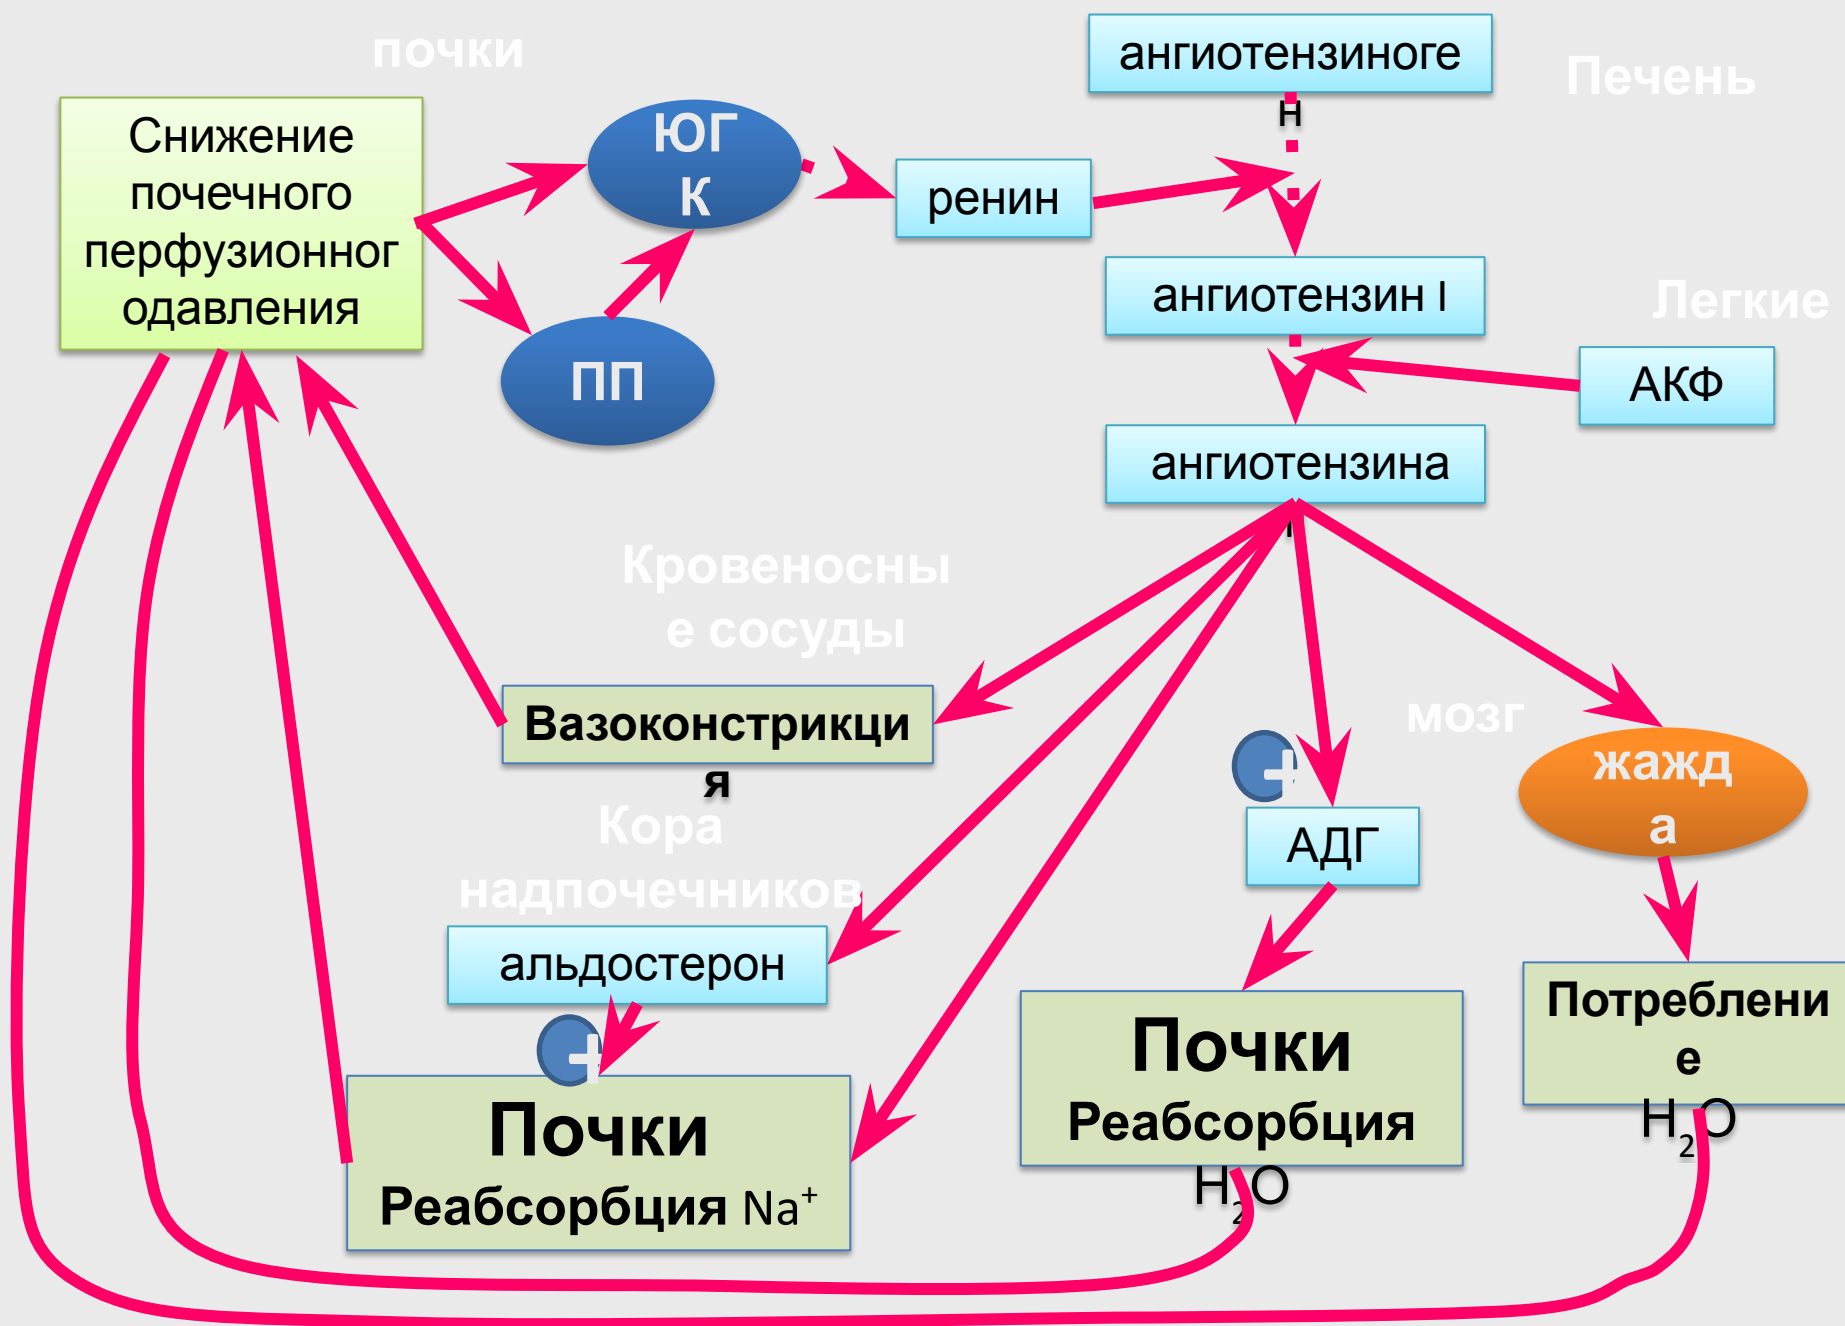 почки
ангиотензиноге
н
Печень
Снижение
почечного
перфузионног
одавления
ЮГ
К
ренин
ангиотензин I
Легкие
ПП
АКФ
ангиотензина
Кровеносны
е сосуды
Вазоконстрикци
я
мозг
жажд
а
+
АДГ
Кора
надпочечников
альдостерон
+
Почки
Реабсорбция Na⁺
Почки
Реабсорбция
H₂O
Потреблени
е
H₂O